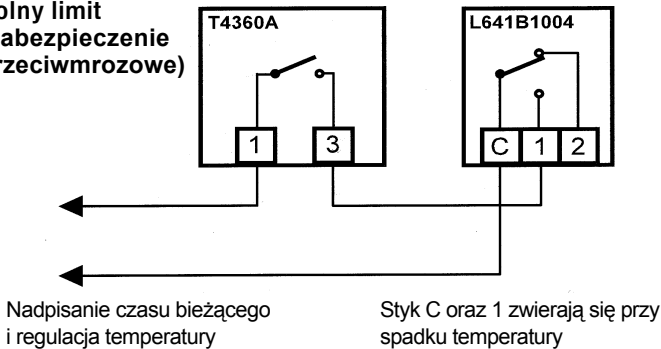 olny limit
abezpieczenie
rzeciwmrozowe)
T4360A
L641B1004
1 3
C 1 2
Nadpisanie czasu bieżącego
i regulacja temperatury
Styk C oraz 1 zwierają się przy
spadku temperatury